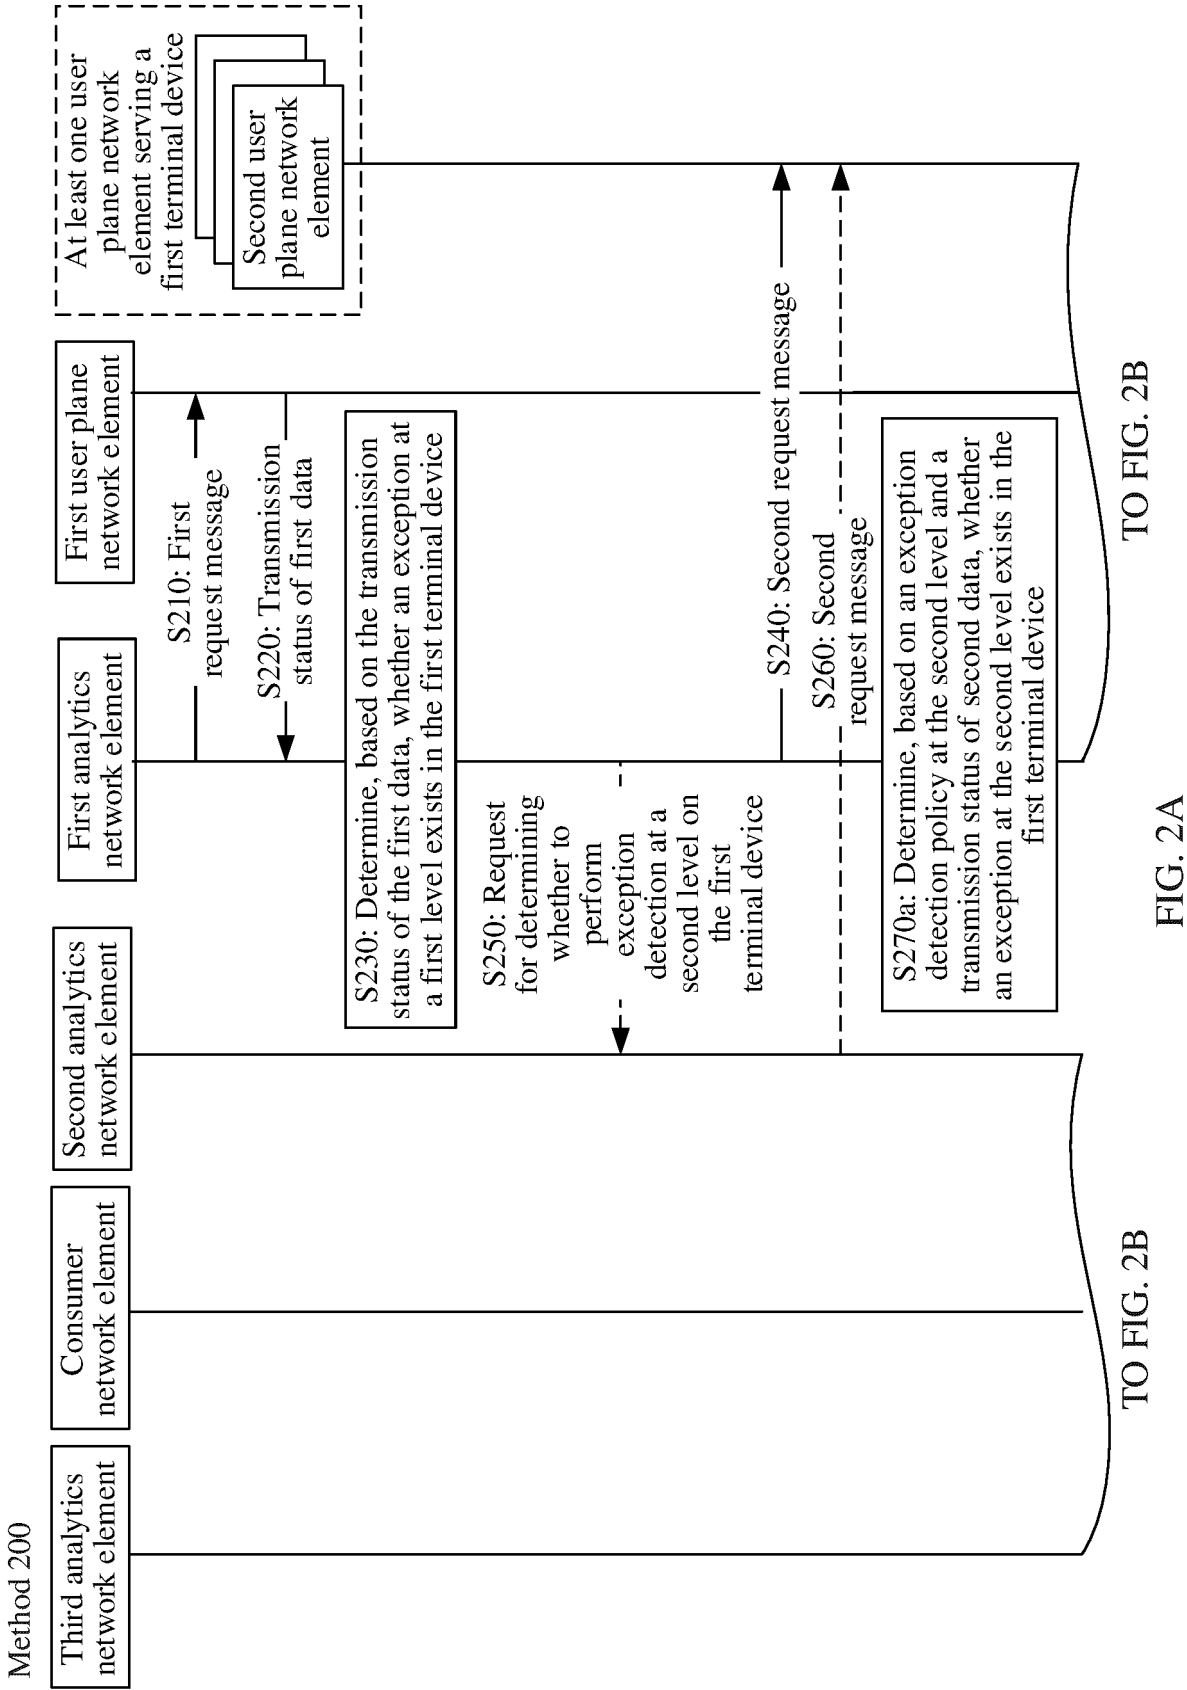 Method 200
Third analytics
network element
Consumer
network element
Second analytics
network element
First analytics
network element
First user plane
network element
At least one user
plane network
element serving a
first terminal device
Second user
plane network
element
S210: First
request message
S220: Transmission
status of first data
S230: Determine, based on the transmission
status of the first data, whether an exception at
a first level exists in the first terminal device
S250: Request
for determining
whether to
perform
exception
detection at a
second level on
the first
terminal device
S240: Second request message
S260: Second
request message
S270a: Determine, based on an exception
detection policy at the second level and a
transmission status of second data, whether
an exception at the second level exists in the
first terminal device
TO FIG. 2B
TO FIG. 2B
FIG. 2A